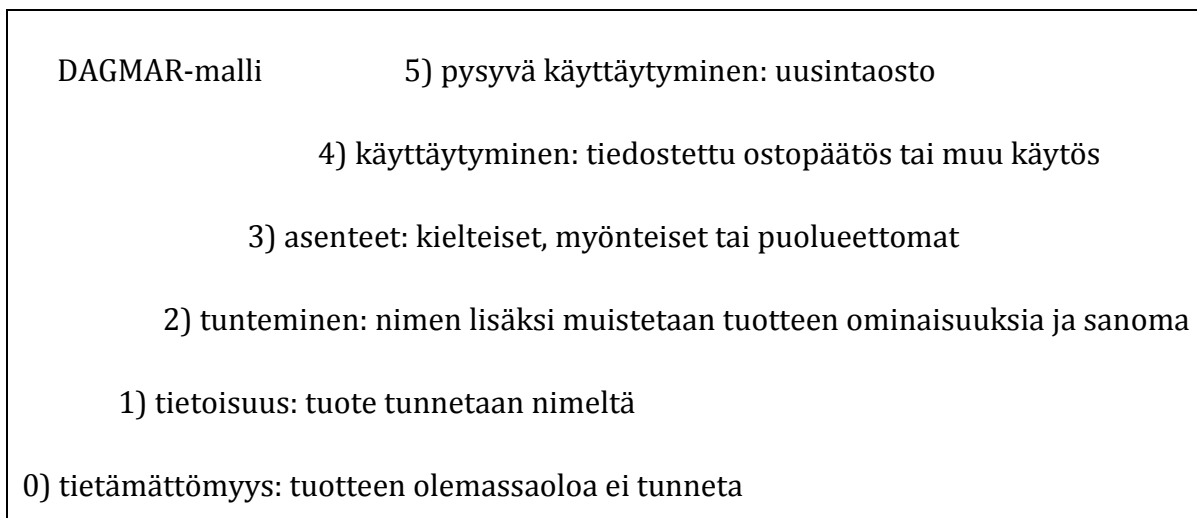 DAGMAR-malli 5) pysyvä käyttäytyminen: uusintaosto
4) käyttäytyminen: tiedostettu ostopäätös tai muu käytös
3) asenteet: kielteiset, myönteiset tai puolueettomat
2) tunteminen: nimen lisäksi muistetaan tuotteen ominaisuuksia ja sanoma
1) tietoisuus: tuote tunnetaan nimeltä
0) tietämättömyys: tuotteen olemassaoloa ei tunneta